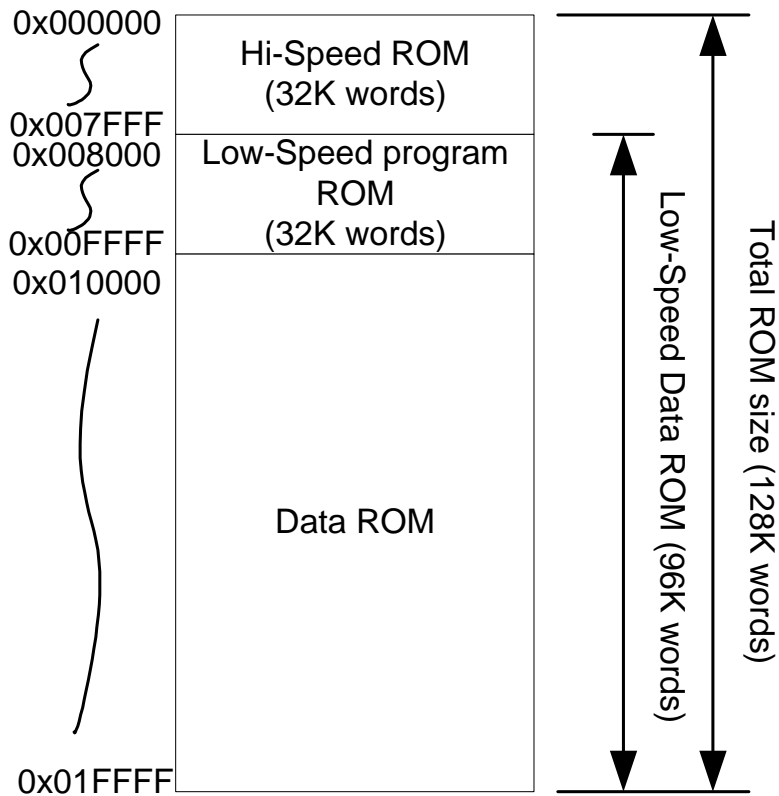 0x000000
Hi-Speed ROM
(32K words)
0x007FFF
0x008000
Low-Speed program
ROM
(32K words)
0x00FFFF
0x010000
Data ROM
0x01FFFF
Low-Speed Data ROM (96K words)
Total ROM size (128K words)